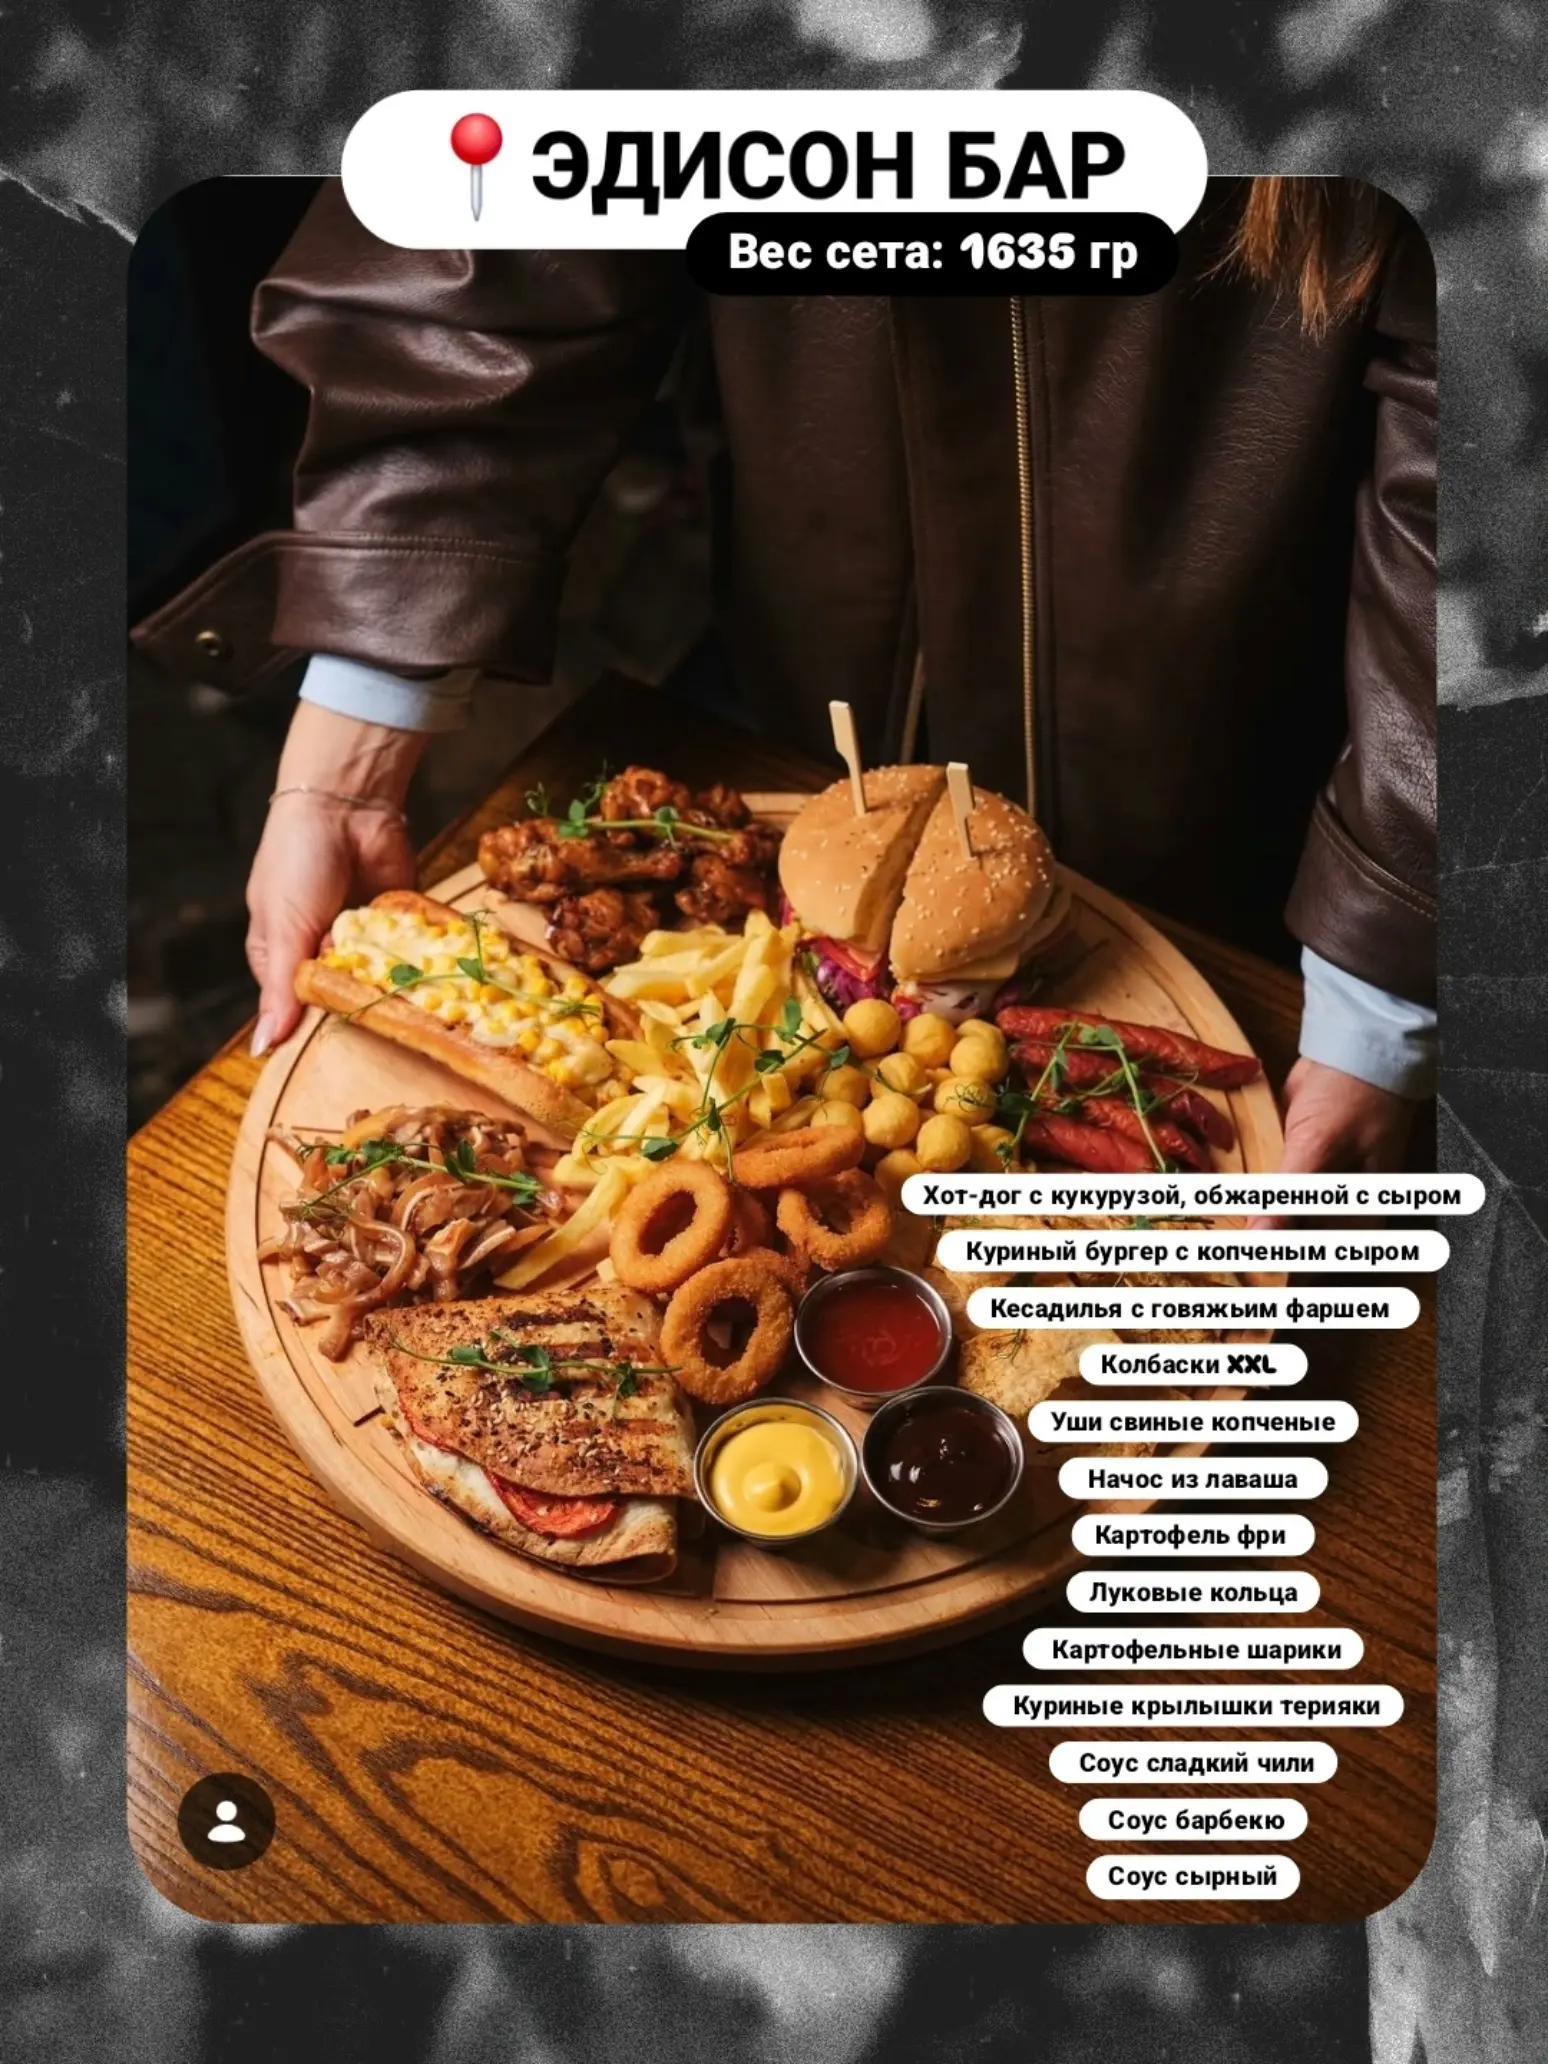 📍ЭДИСОН БАР
Вес сета: 1635 гр
Хот-дог с кукурузой, обжаренной с сыром
Куриный бургер с копченым сыром
Кесадилья с говяжьим фаршем
Колбаски XXL
Уши свиные копченые
Начос из лаваша
Картофель фри
Луковые кольца
Картофельные шарики
Куриные крылышки терияки
Соус сладкий чили
Соус барбекю
Соус сырный